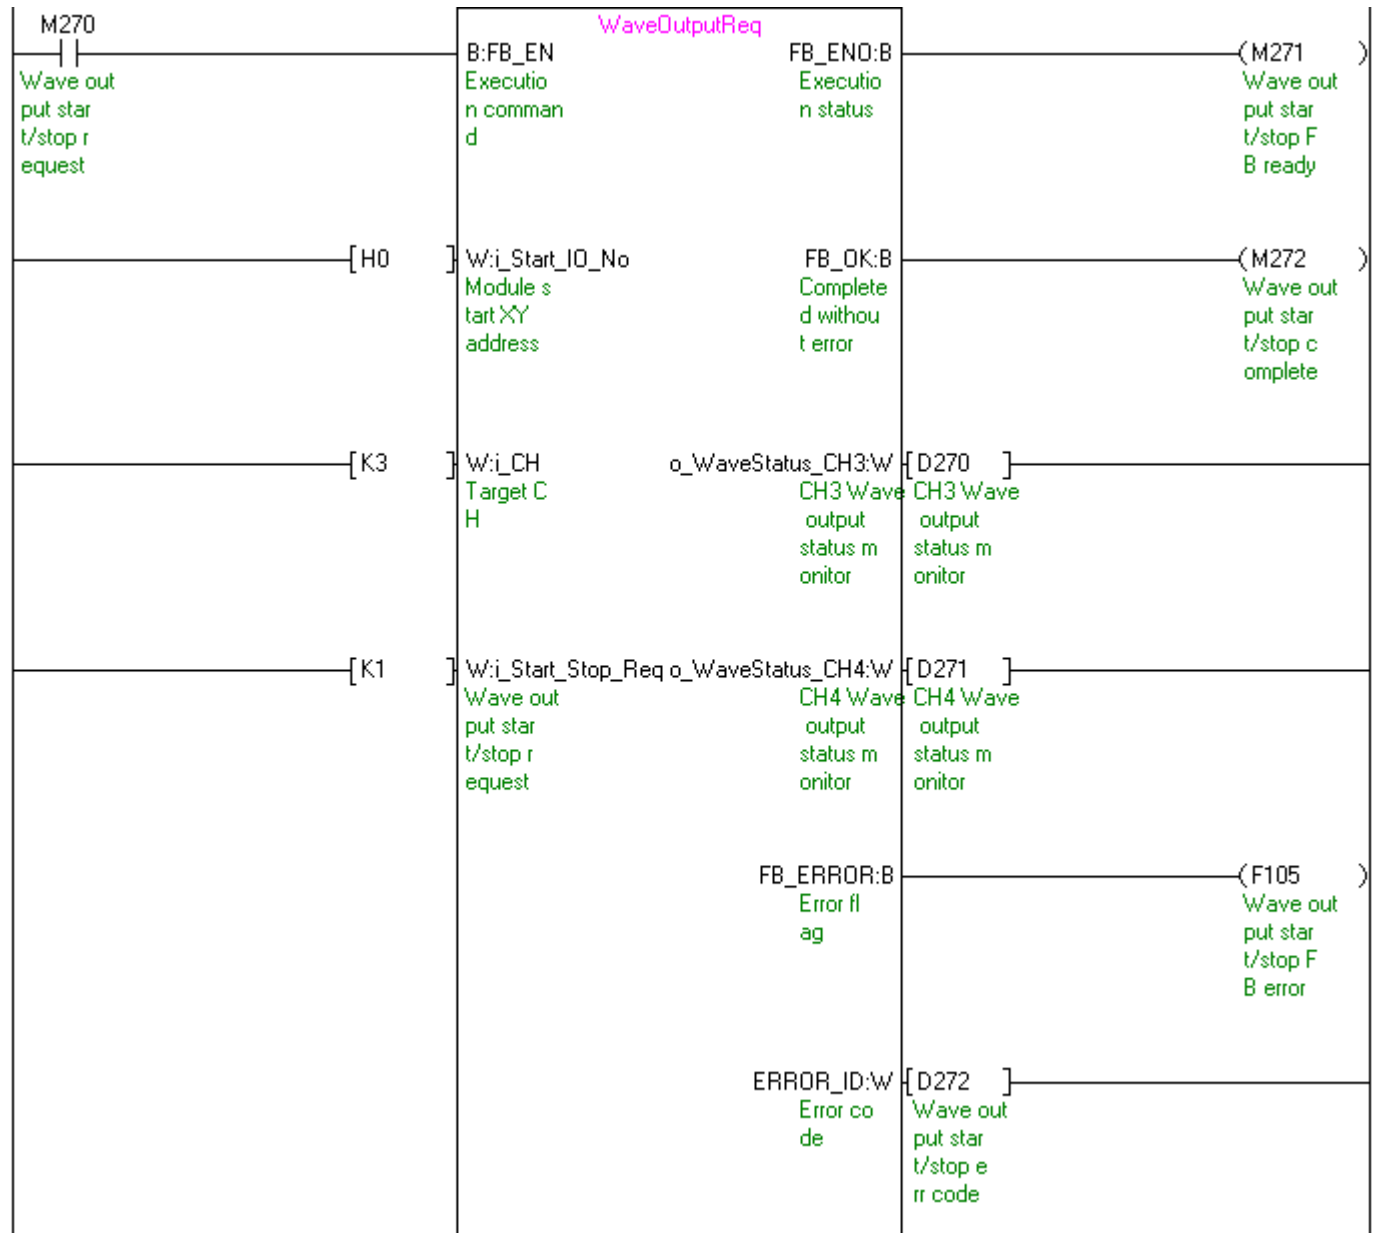 M270
WaveOutputReq
B:FB_EN FB_ENO:B (M271 )
Wave out Executio Executio Wave out
put star n comman n status put star
t/stop r d t/stop F
equest B ready
[H0 ] W:i_Start_IO_No FB_OK:B (M272 )
Module s Complete Wave out
tart XY d withou put star
address t error t/stop c
omplete
[K3 ] W:i_CH o_WaveStatus_CH3:W [D270 ]
Target C CH3 Wave CH3 Wave
H output output
status m status m
onitor onitor
[K1 ] W:i_Start_Stop_Req o_WaveStatus_CH4:W [D271 ]
Wave out CH4 Wave CH4 Wave
put star output output
t/stop r status m status m
equest onitor onitor
FB_ERROR:B (F105 )
Error fl Wave out
ag put star
t/stop F
B error
ERROR_ID:W [D272 ]
Error co Wave out
de put star
t/stop e
rr code